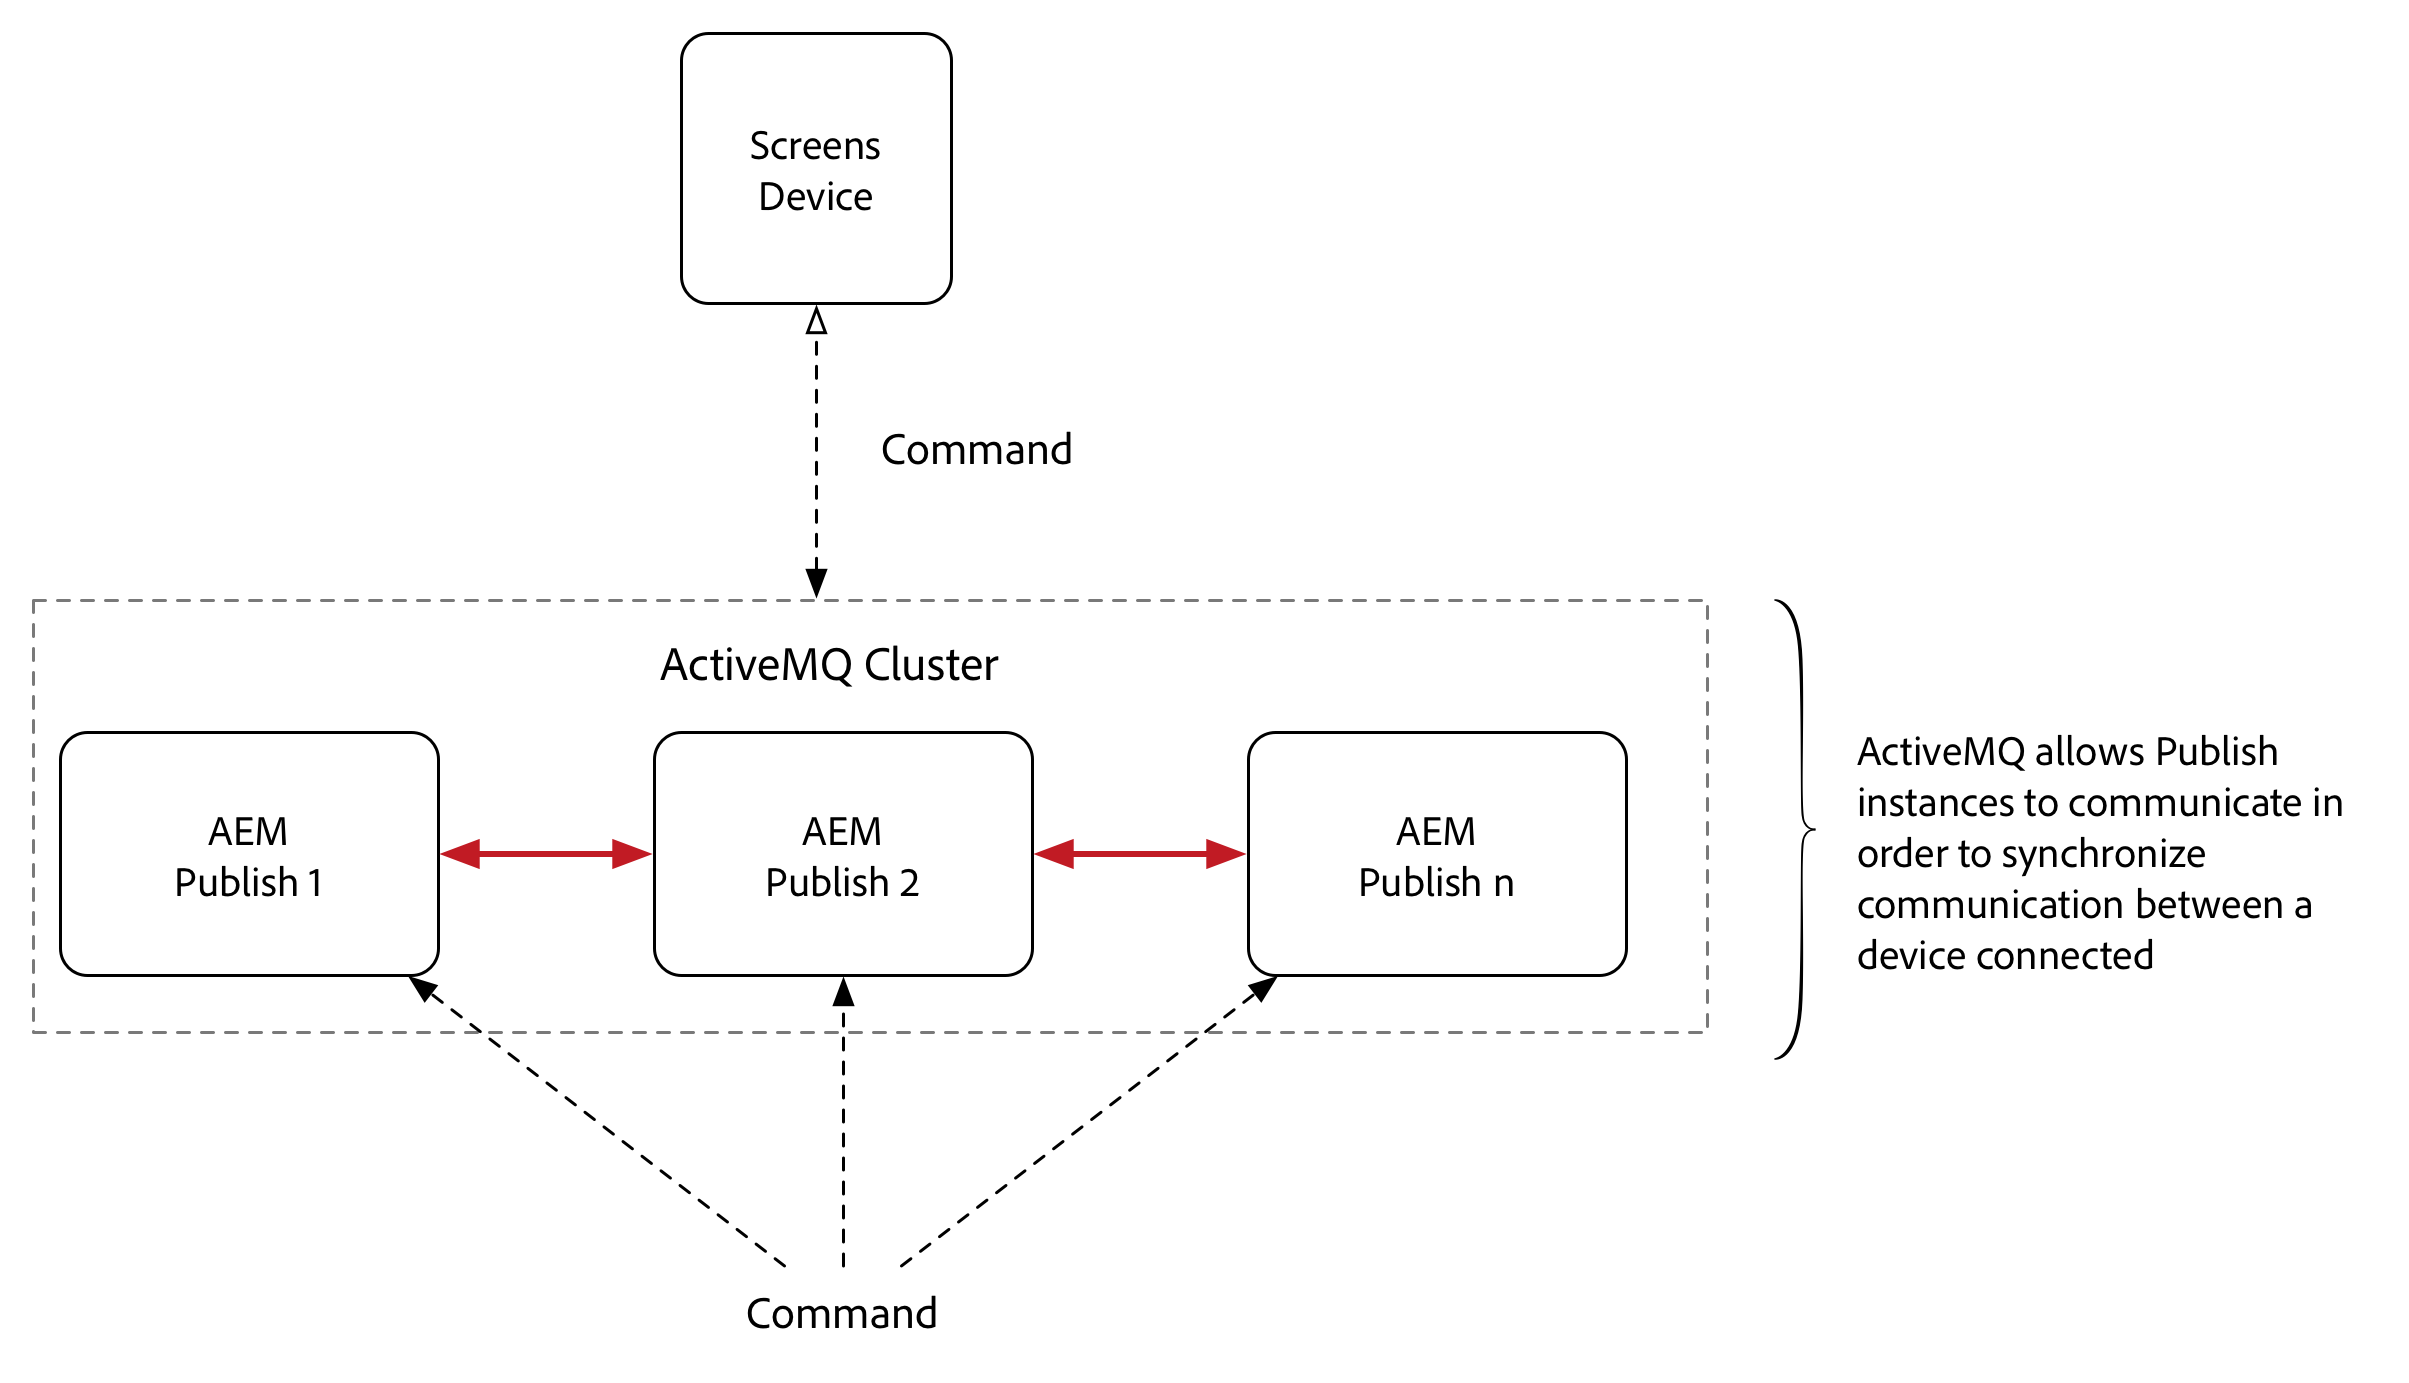 Screens
Device
Command
ActiveMQ Cluster
AEM
Publish 1
AEM
Publish 2
AEM
Publish n
ActiveMQ allows Publish
instances to communicate in
order to synchronize
communication between a
device connected
Command